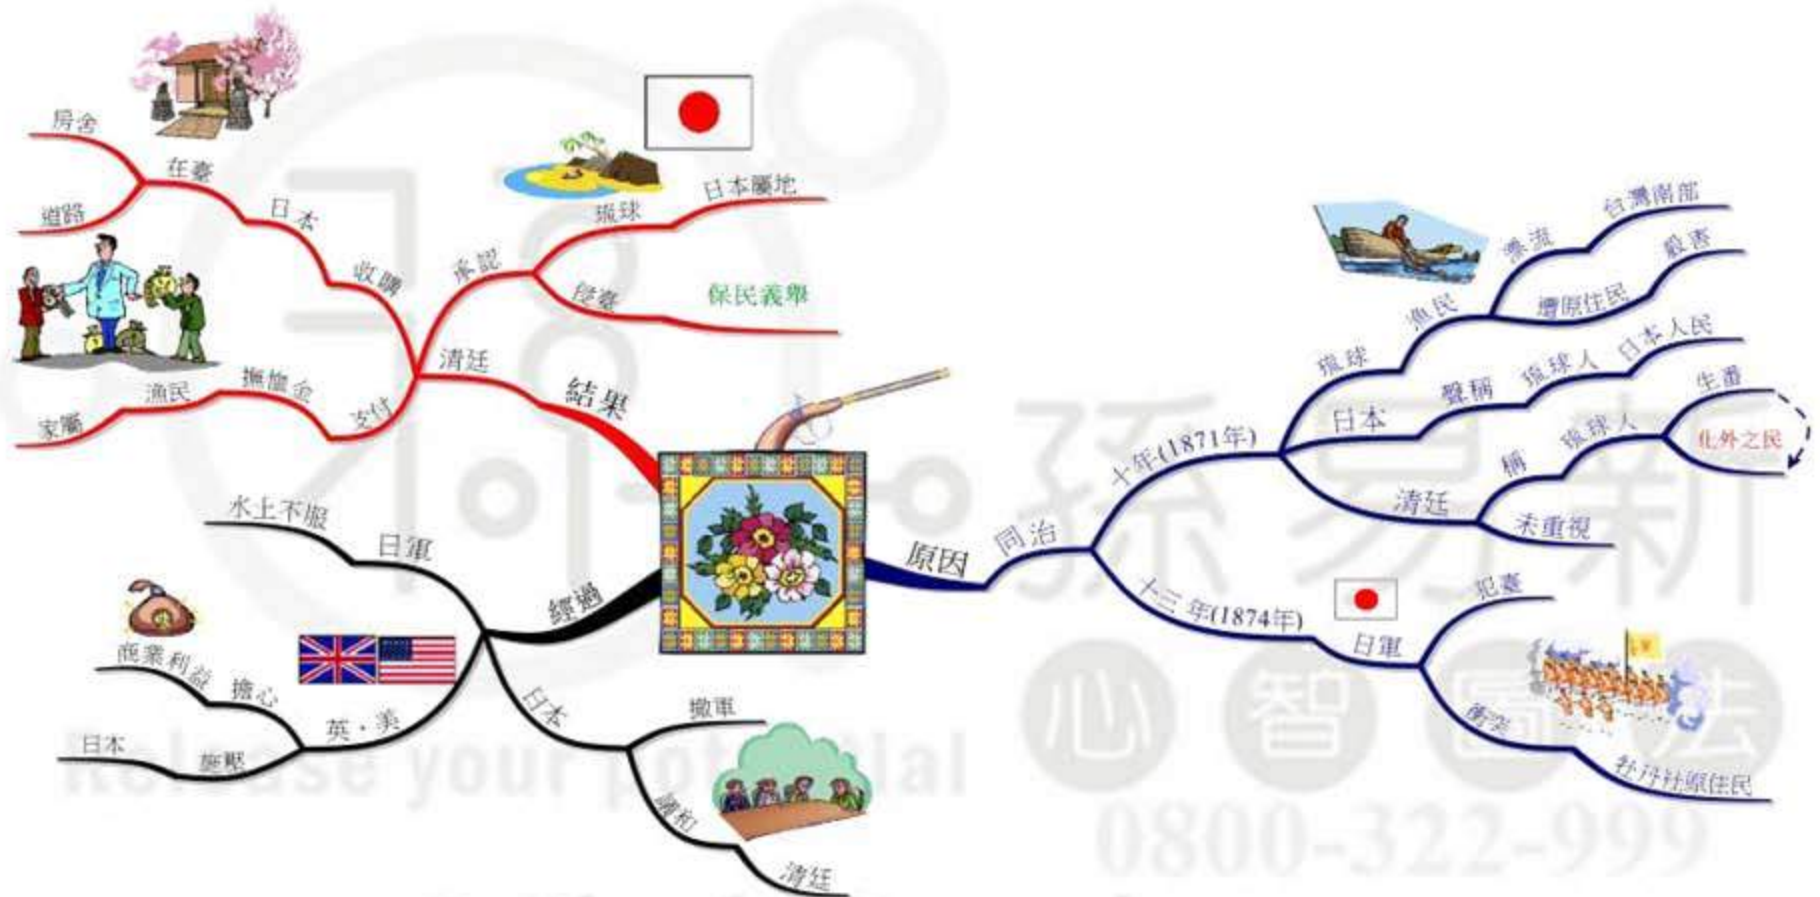 原因
同治
十年(1871年)
琉球
漁民
漂流
台灣南部
遭原住民
殺害
日本
聲稱
琉球人
日本人民
清廷
稱
琉球人
生番
化外之民
未重視
十三年(1874年)
日軍
犯臺
衝突
牡丹社原住民
經過
日軍
水土不服
英·美
擔心
商業利益
施壓
日本
日本
撤軍
議和
清廷
結果
清廷
承認
琉球
日本屬地
侵臺
保民義舉
收購
日本
在臺
房舍
道路
支付
撫恤金
漁民
家屬
孫易新
心智圖法
Release your potential
0800-322-999